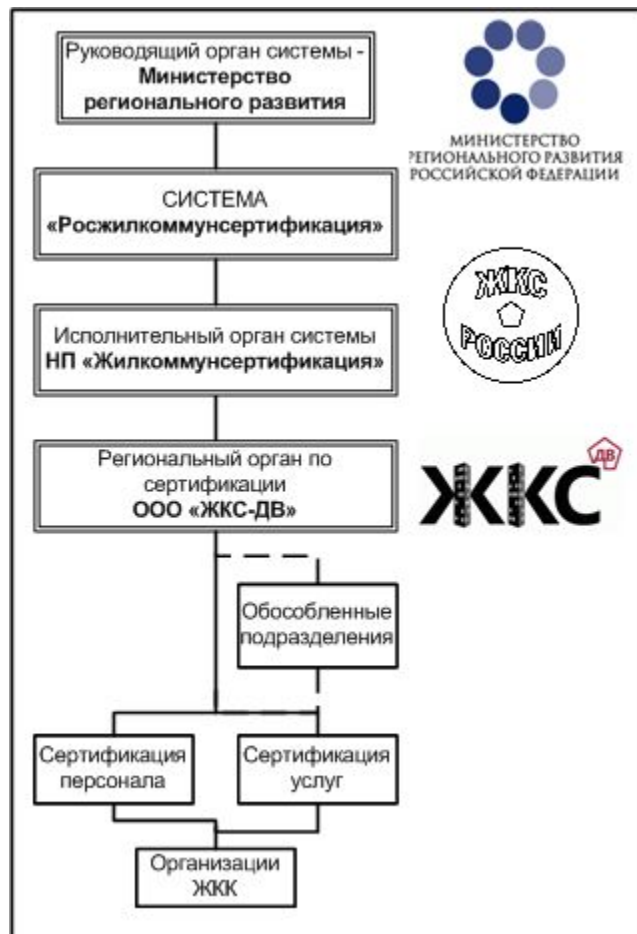 Руководящий орган системы -
Министерство
регионального развития
МИНИСТЕРСТВО
РЕГИОНАЛЬНОГО РАЗВИТИЯ
РОССИЙСКОЙ ФЕДЕРАЦИИ
СИСТЕМА
«Росжилкоммунсертификация»
ЖКС
РОССИИ
Исполнительный орган системы
НП «Жилкоммунсертификация»
Региональный орган по
сертификации
ООО «ЖКС-ДВ»
ДВ
ЖКС
Обособленные
подразделения
Сертификация
персонала
Сертификация
услуг
Организации
ЖКК